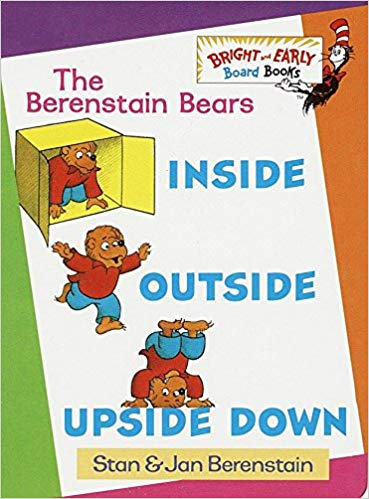 BRIGHT and EARLY
Board Books
™
The
Berenstain Bears
INSIDE
OUTSIDE
UPSIDE DOWN
Stan & Jan Berenstain